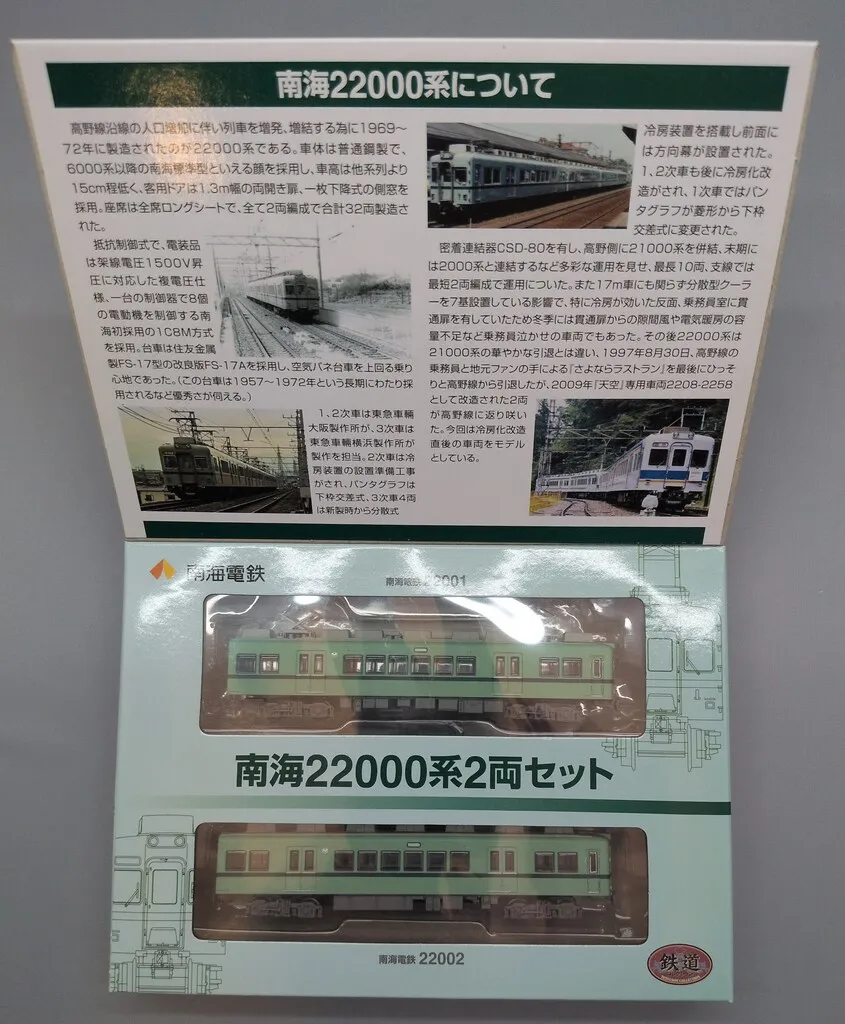 南海22000系について
高野線沿線の人口増加に伴い列車を増発、増結する為に1969〜
72年に製造されたのが22000系である。車体は普通鋼製で、
6000系以降の南海標準型といえる顔を採用し、車高は他系列より
15cm程低く、客用ドアは1.3m幅の両開き扉、一枚下降式の側窓を
採用。座席は全席ロングシートで、全て2両編成で合計32両製造さ
れた。
抵抗制御式で、電装品
は架線電圧1500V昇
圧に対応した複電圧仕
様、一台の制御器で8個
の電動機を制御する南
海初採用の1C8M方式
を採用。台車は住友金属
製FS-17型の改良版FS-17Aを採用し、空気バネ台車を上回る乗り
心地であった。(この台車は1957〜1972年という長期にわたり採
用されるなど優秀さが伺える。)
1、2次車は東急車輛
大阪製作所が、3次車は
東急車輛横浜製作所が
製作を担当。2次車は冷
房装置の設置準備工事
がされ、パンタグラフは
下枠交差式、3次車4両
は新製時から分散式
冷房装置を搭載し前面に
は方向幕が設置された。
1、2次車も後に冷房化改
造がされ、1次車ではパン
タグラフが菱形から下枠
交差式に変更された。
密着連結器CSD-80を有し、高野側に21000系を併結、末期に
は2000系と連結するなど多彩な運用を見せ、最長10両、支線では
最短2両編成で運用についた。また17m車にも関らず分散型クーラ
ーを7基設置している影響で、特に冷房が効いた反面、乗務員室に貫
通扉を有していたため冬季には貫通扉からの隙間風や電気暖房の容
量不足など乗務員泣かせの車両でもあった。その後22000系は
21000系の華やかな引退とは違い、1997年8月30日、高野線の
乗務員と地元ファンの手による『さよならラストラン』を最後にひっそ
りと高野線から引退したが、2009年『天空』専用車両2208-2258
として改造された2両
が高野線に返り咲い
た。今回は冷房化改造
直後の車両をモデル
としている。
南海電鉄
南海電鉄 22001
南海22000系2両セット
南海電鉄 22002
鉄道